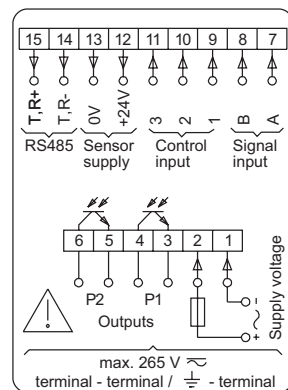 15 14 13 12 11 10 9 8 7
T,R+ T,R- 0V +24V 3 2 1 B A
RS485 Sensor supply Control input Signal input
6 5 4 3 2 1
P2 P1
Outputs
- +
Supply voltage
max. 265 V ⎓
terminal - terminal / ⏚ - terminal